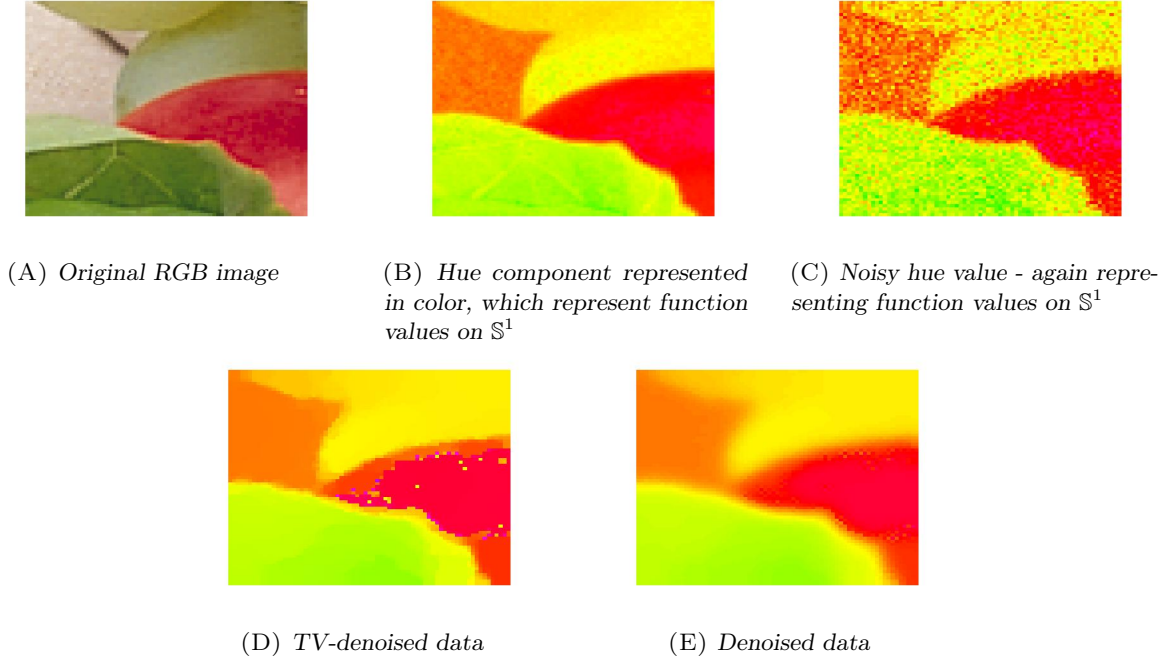 (A) Original RGB image
(B) Hue component represented
in color, which represent function
values on 𝕊¹
(C) Noisy hue value - again repre-
senting function values on 𝕊¹
(D) TV-denoised data
(E) Denoised data